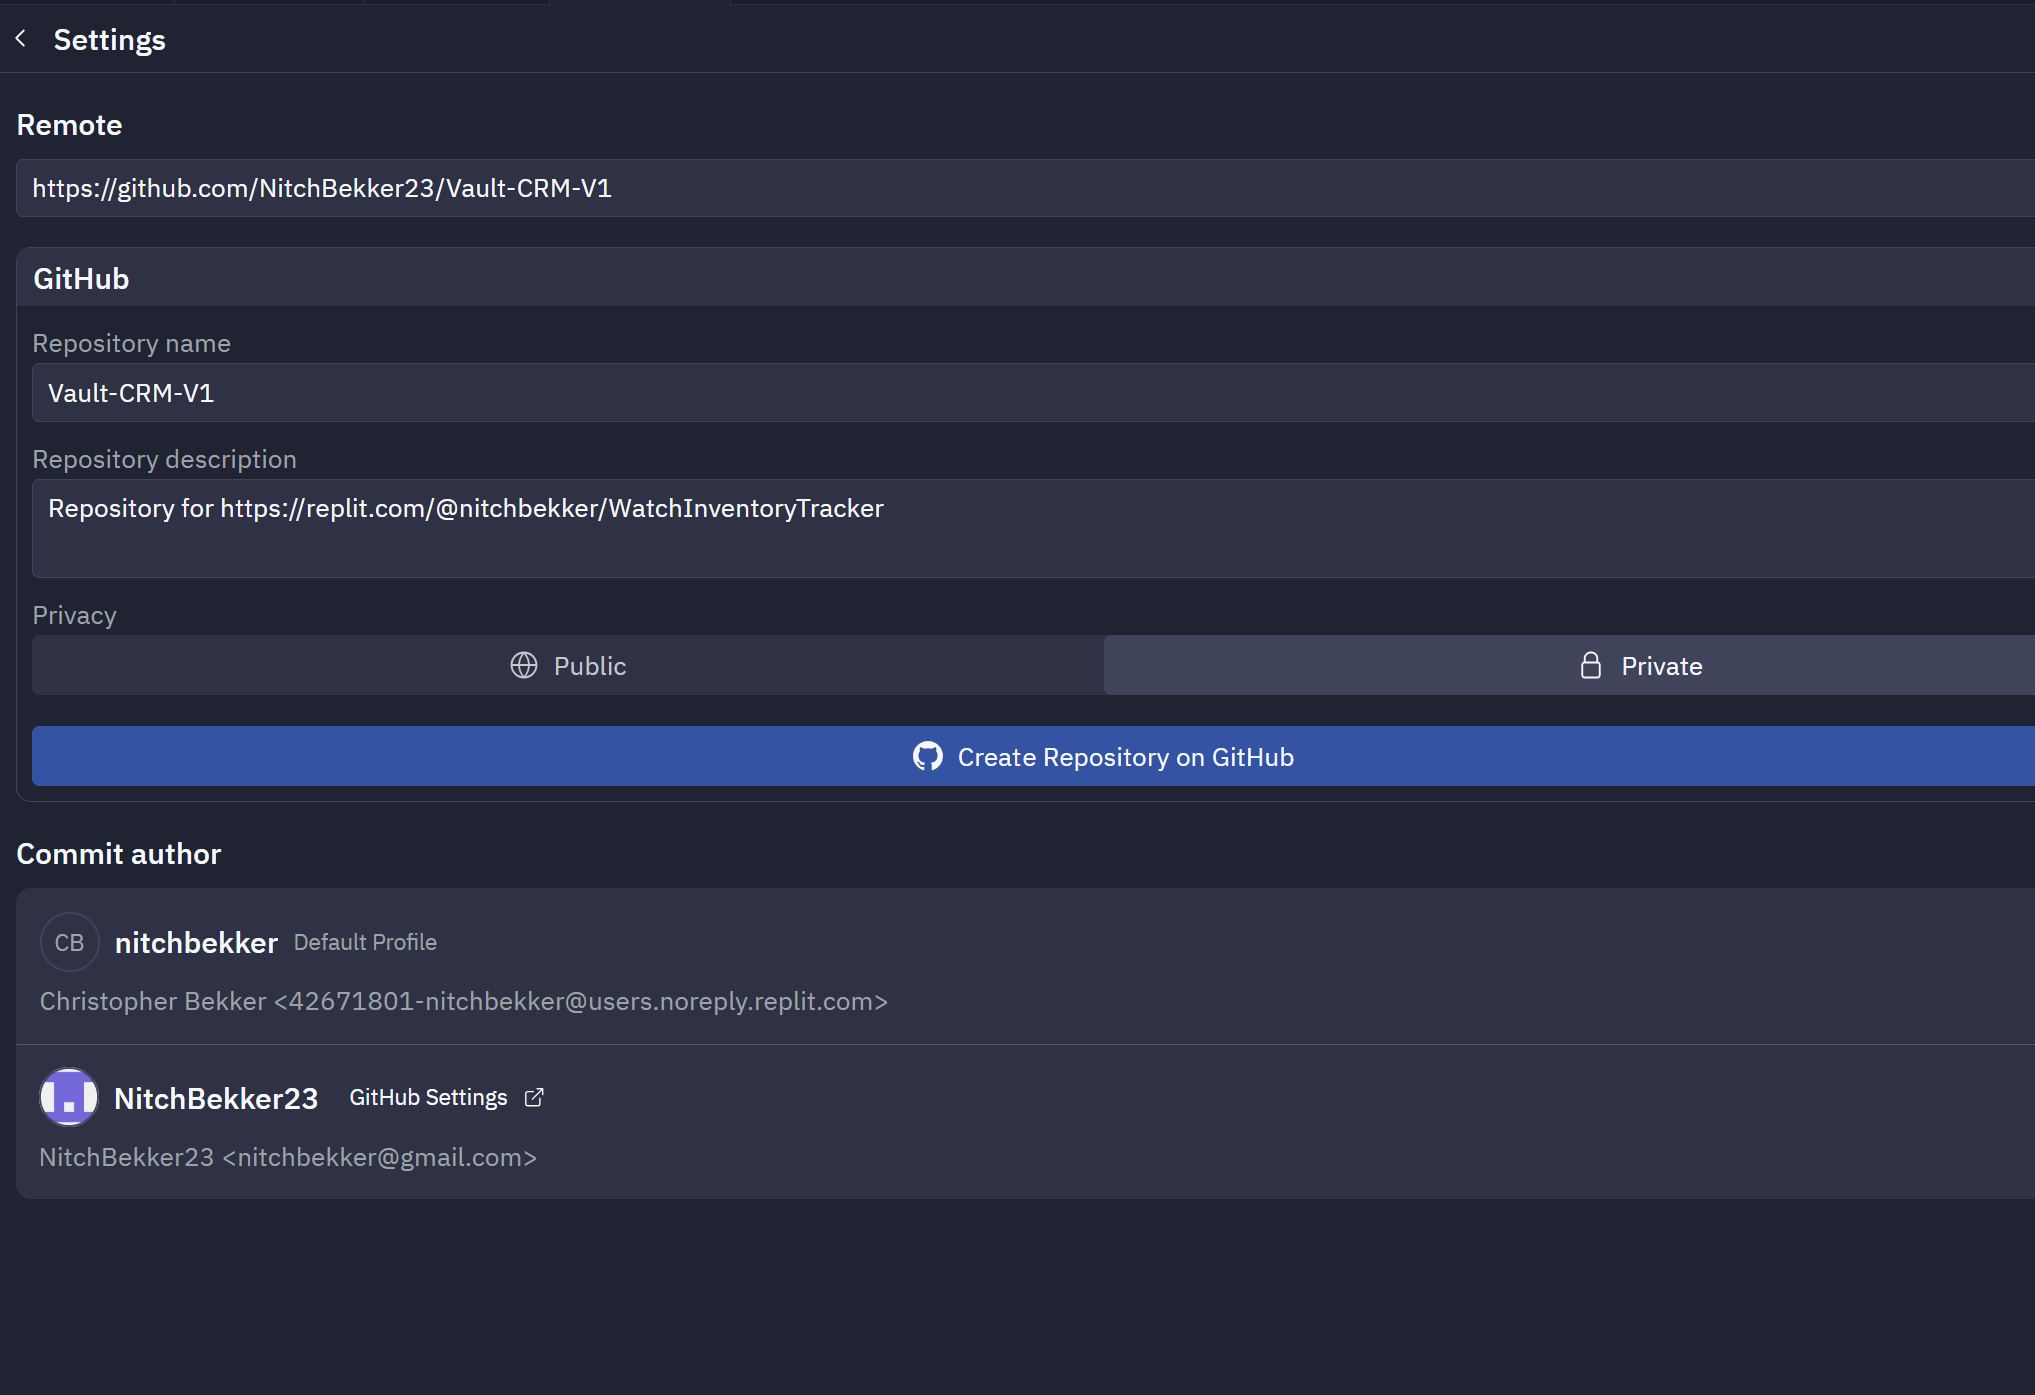 Settings
Remote
https://github.com/NitchBekker23/Vault-CRM-V1
GitHub
Repository name
Vault-CRM-V1
Repository description
Repository for https://replit.com/@nitchbekker/WatchInventoryTracker
Privacy
Public
Private
Create Repository on GitHub
Commit author
CB nitchbekker Default Profile
Christopher Bekker <42671801-nitchbekker@users.noreply.replit.com>
NitchBekker23 GitHub Settings
NitchBekker23 <nitchbekker@gmail.com>